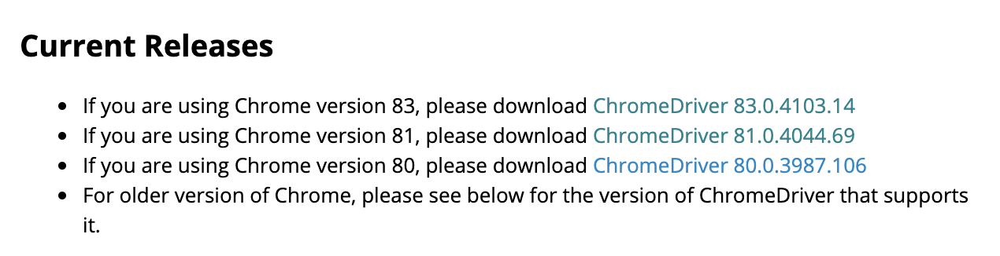 Current Releases
• If you are using Chrome version 83, please download ChromeDriver 83.0.4103.14
• If you are using Chrome version 81, please download ChromeDriver 81.0.4044.69
• If you are using Chrome version 80, please download ChromeDriver 80.0.3987.106
• For older version of Chrome, please see below for the version of ChromeDriver that supports
it.